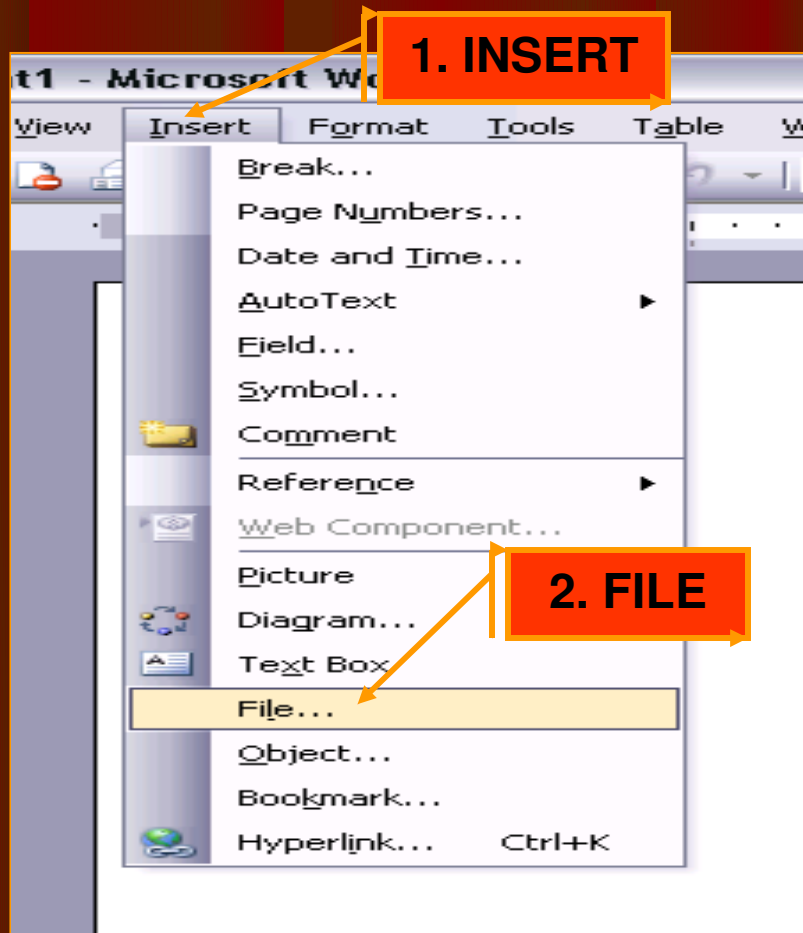 1. INSERT
t1 - Microsoft Wo
View Insert Format Tools Table W
Break...
Page Numbers...
Date and Time...
AutoText
Field...
Symbol...
Comment
Reference
Web Component...
Picture
2. FILE
Diagram...
Text Box
File...
Object...
Bookmark...
Hyperlink... Ctrl+K